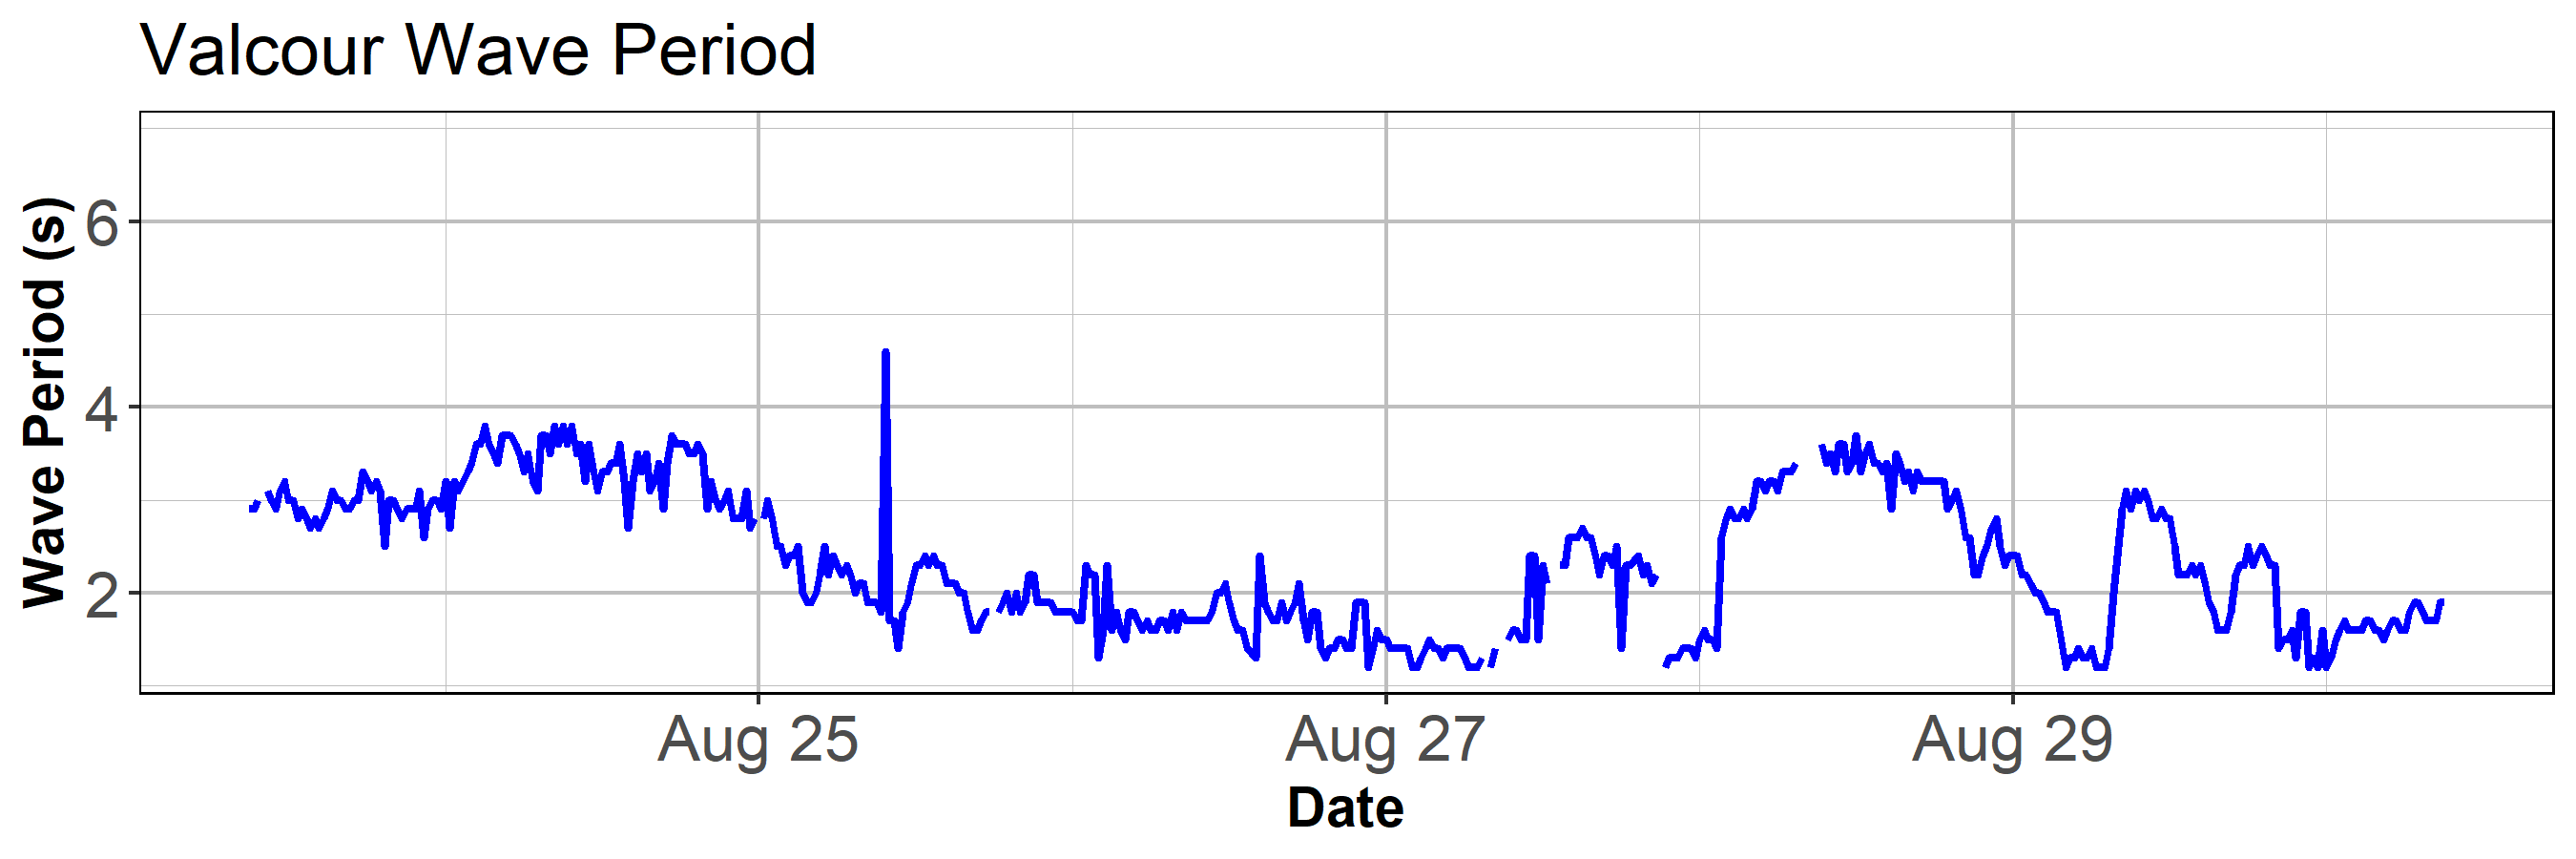 Valcour Wave Period
Wave Period (s)
6
4
2
Aug 25
Aug 27
Aug 29
Date